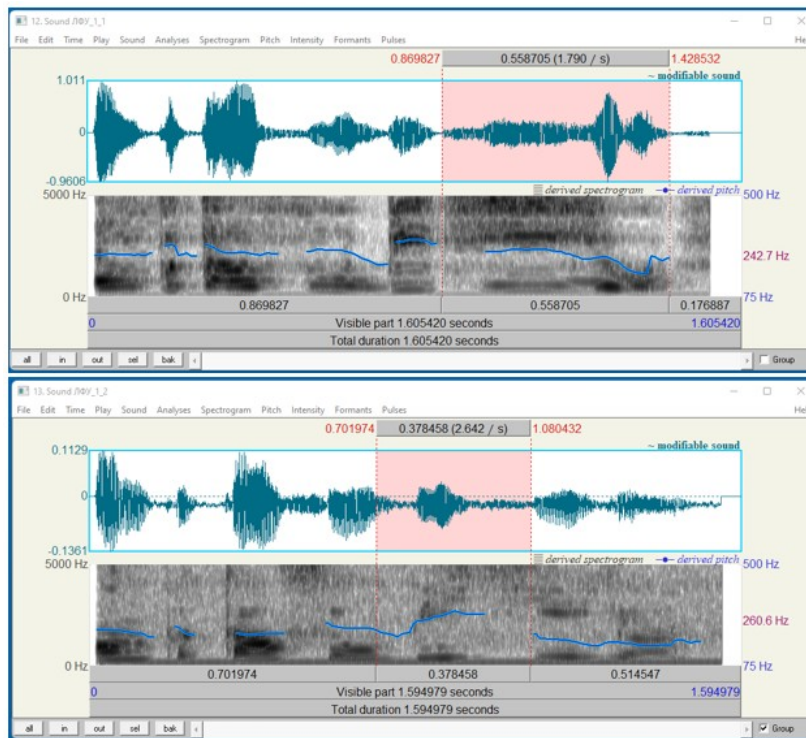 12. Sound ЛФУ_1_1
File Edit Time Play Sound Analyses Spectrogram Pitch Intensity Formants Pulses Hel
0.869827 0.558705 (1.790 / s) 1.428532
~ modifiable sound
1.011
0
-0.9606
derived spectrogram derived pitch
5000 Hz 500 Hz
242.7 Hz
0 Hz 75 Hz
0.869827 0.558705 0.176887
0 Visible part 1.605420 seconds 1.605420
Total duration 1.605420 seconds
all in out sel bak Group
13. Sound ЛФУ_1_2
File Edit Time Play Sound Analyses Spectrogram Pitch Intensity Formants Pulses
0.701974 0.378458 (2.642 / s) 1.080432
~ modifiable sound
0.1129
0
-0.1361
derived spectrogram derived pitch
5000 Hz 500 Hz
260.6 Hz
0 Hz 75 Hz
0.701974 0.378458 0.514547
0 Visible part 1.594979 seconds 1.594979
Total duration 1.594979 seconds
all in out sel bak Group